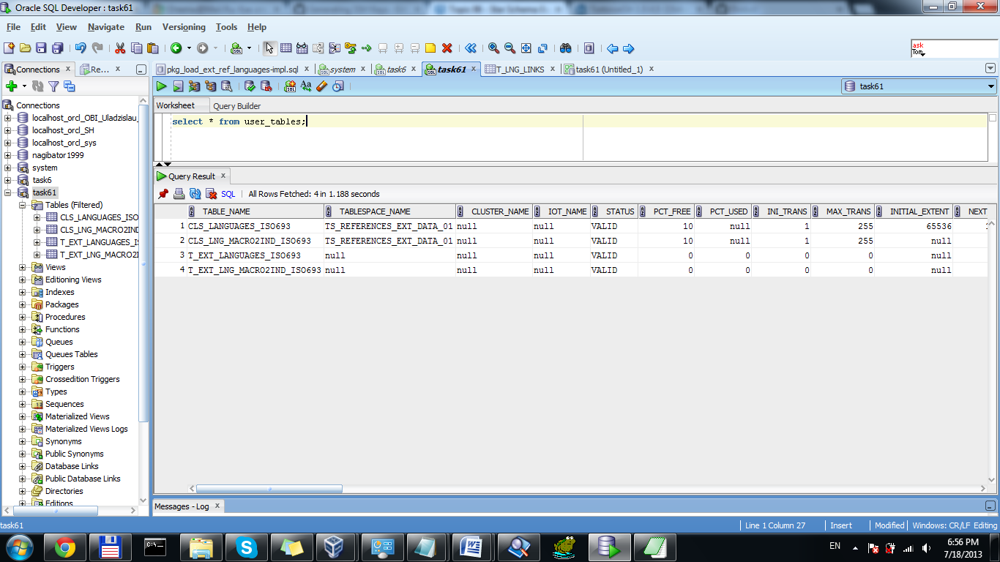 Oracle SQL Developer : task61
File Edit View Navigate Run Versioning Tools Help
ask
Tom
Connections x Re... x
pkg_load_ext_ref_languages-impl.sql x system x task6 x task61 x T_LNG_LINKS x task61 (Untitled_1) x
task61
Worksheet Query Builder
select * from user_tables;
Connections
localhost_orcl_OBI_Uladzislau_
localhost_orcl_SH
localhost_orcl_sys
nagibator1999
system
task6
task61
Tables (Filtered)
CLS_LANGUAGES_ISO
CLS_LNG_MACRO2IND
T_EXT_LANGUAGES_IS
T_EXT_LNG_MACRO2I
Views
Editioning Views
Indexes
Packages
Procedures
Functions
Queues
Queues Tables
Triggers
Crossedition Triggers
Types
Sequences
Materialized Views
Materialized Views Logs
Synonyms
Public Synonyms
Database Links
Public Database Links
Directories
Editions
Query Result x
SQL | All Rows Fetched: 4 in 1.188 seconds
TABLE_NAME TABLESPACE_NAME CLUSTER_NAME IOT_NAME STATUS PCT_FREE PCT_USED INI_TRANS MAX_TRANS INITIAL_EXTENT NEXT
1 CLS_LANGUAGES_ISO693 TS_REFERENCES_EXT_DATA_01 null null VALID 10 null 1 255 65536
2 CLS_LNG_MACRO2IND_ISO693 TS_REFERENCES_EXT_DATA_01 null null VALID 10 null 1 255 null
3 T_EXT_LANGUAGES_ISO693 null null null VALID 0 0 0 0 null
4 T_EXT_LNG_MACRO2IND_ISO693 null null null VALID 0 0 0 0 null
Messages - Log x
task61
Line 1 Column 27 | Insert | Modified | Windows: CR/LF Editing
EN
6:56 PM
7/18/2013